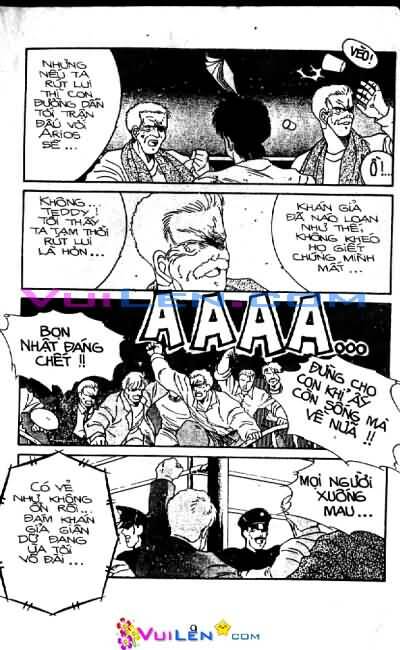 NHƯNG
NẾU TA
RÚT LUI
THÌ CON
ĐƯỜNG DẪN
TỚI TRẬN
ĐẤU VỚI
ARIOS
SẼ...
VÈO!
Ồ!...
KHÔNG...
TEDDY!
TÔI THẤY
TA TẠM THỜI
RÚT LUI
LÀ HƠN...
KHÁN GIẢ
ĐÃ NÁO LOẠN
NHƯ THẾ,
KHÔNG KHÉO
HỌ GIẾT
CHÚNG MÌNH
MẤT...
VUILEN.COM
AAAA...
BỌN
NHẬT ĐÁNG
CHẾT!!
ĐỪNG CHO
CON KHỈ ẤY
CÒN SỐNG MÀ
VỀ NỮA!!
CÓ VẺ
NHƯ KHÔNG
ỔN RỒI...
ĐÁM KHÁN
GIẢ GIẬN
DỮ ĐANG
ÙA TỚI
VÕ ĐÀI...
MỌI NGƯỜI
XUỐNG
MAU...
VUILEN.COM